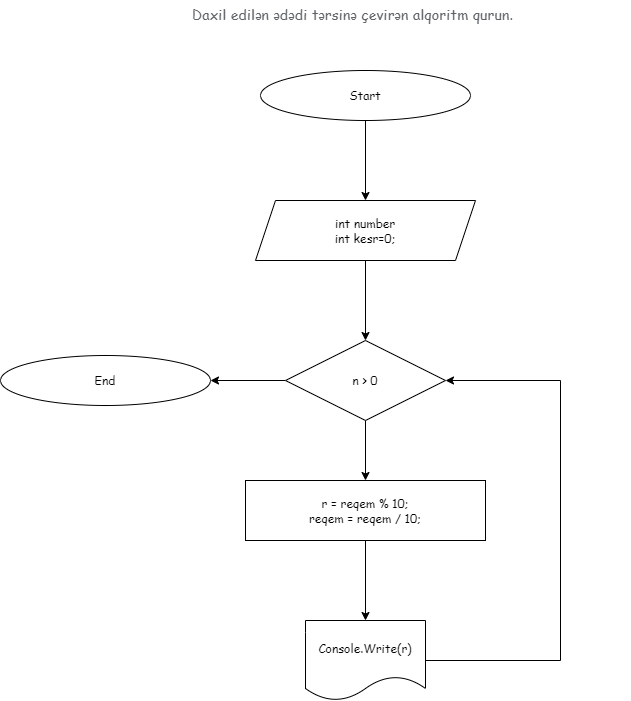 Daxil edilən ədədi tərsinə çevirən alqoritm qurun.
Start
int number
int kesr=0;
End
n > 0
r = reqem % 10;
reqem = reqem / 10;
Console.Write(r)